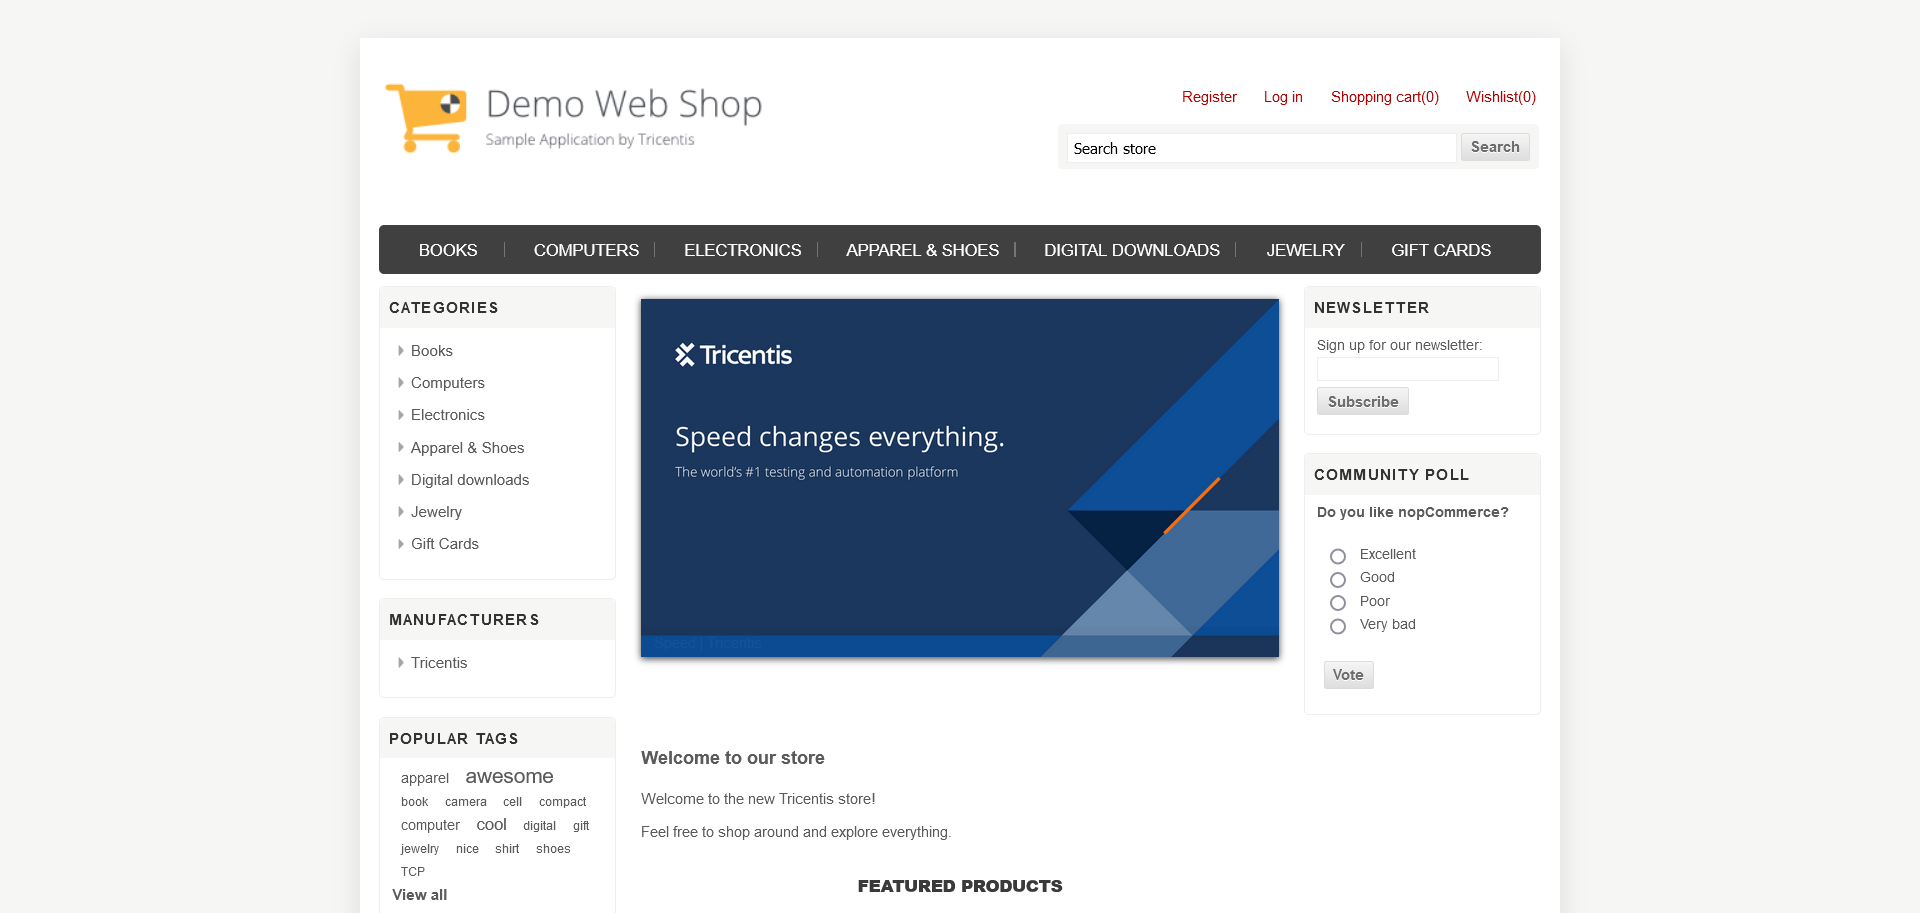 Demo Web Shop
Sample Application by Tricentis
Register Log in Shopping cart(0) Wishlist(0)
Search store Search
BOOKS COMPUTERS ELECTRONICS APPAREL & SHOES DIGITAL DOWNLOADS JEWELRY GIFT CARDS
CATEGORIES
Books
Computers
Electronics
Apparel & Shoes
Digital downloads
Jewelry
Gift Cards
MANUFACTURERS
Tricentis
POPULAR TAGS
apparel awesome
book camera cell compact
computer cool digital gift
jewelry nice shirt shoes
TCP
View all
Tricentis
Speed changes everything.
The world's #1 testing and automation platform
Speed | Tricentis
Welcome to our store
Welcome to the new Tricentis store!
Feel free to shop around and explore everything.
FEATURED PRODUCTS
NEWSLETTER
Sign up for our newsletter:
Subscribe
COMMUNITY POLL
Do you like nopCommerce?
Excellent
Good
Poor
Very bad
Vote